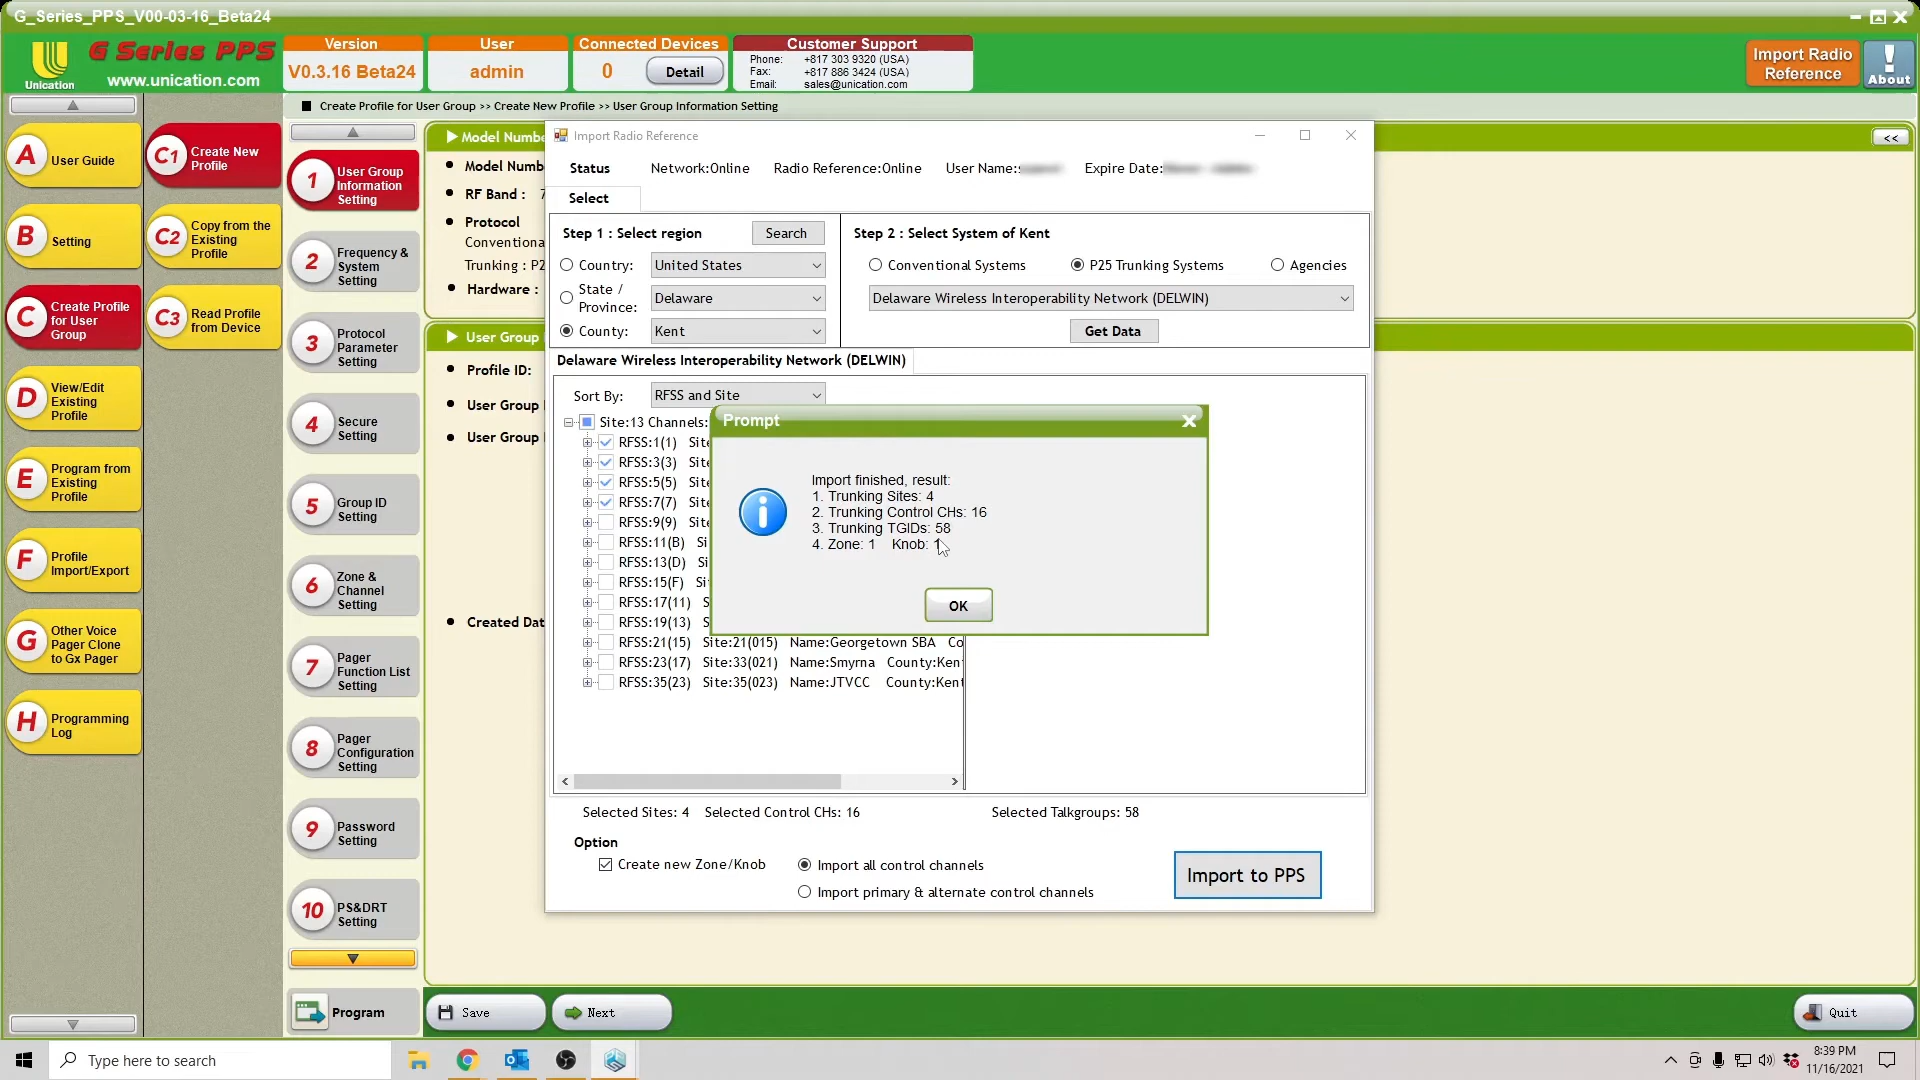 G_Series_PPS_V00-03-16_Beta24
Unication
G Series PPS
www.unication.com
Version
V0.3.16 Beta24
User
admin
Connected Devices
0
Detail
Customer Support
Phone: +817 303 9320 (USA)
Fax: +817 886 3424 (USA)
Email: sales@unication.com
Import Radio
Reference
!
About
A
User Guide
B
Setting
C
Create Profile
for User
Group
D
View/Edit
Existing
Profile
E
Program from
Existing
Profile
F
Profile
Import/Export
G
Other Voice
Pager Clone
to Gx Pager
H
Programming
Log
C1
Create New
Profile
C2
Copy from the
Existing
Profile
C3
Read Profile
from Device
1
User Group
Information
Setting
2
Frequency &
System
Setting
3
Protocol
Parameter
Setting
4
Secure
Setting
5
Group ID
Setting
6
Zone &
Channel
Setting
7
Pager
Function List
Setting
8
Pager
Configuration
Setting
9
Password
Setting
10
PS&DRT
Setting
Program
Create Profile for User Group >> Create New Profile >> User Group Information Setting
<<
Model Numbe
Model Numb
RF Band : 7
Protocol
Conventiona
Trunking : P2
Hardware :
User Group
Profile ID:
User Group
User Group
Created Dat
Import Radio Reference
Status
Network:Online
Radio Reference:Online
User Name:
Expire Date:
Select
Step 1 : Select region
Search
Country:
United States
State /
Province:
Delaware
County:
Kent
Step 2 : Select System of Kent
Conventional Systems
P25 Trunking Systems
Agencies
Delaware Wireless Interoperability Network (DELWIN)
Get Data
Delaware Wireless Interoperability Network (DELWIN)
Sort By:
RFSS and Site
Site:13 Channels:
RFSS:1(1) Site
RFSS:3(3) Site
RFSS:5(5) Site
RFSS:7(7) Site
RFSS:9(9) Site
RFSS:11(B) Si
RFSS:13(D) Si
RFSS:15(F) Si
RFSS:17(11) S
RFSS:19(13) S
RFSS:21(15) Site:21(015) Name:Georgetown SBA Co
RFSS:23(17) Site:33(021) Name:Smyrna County:Ken
RFSS:35(23) Site:35(023) Name:JTVCC County:Kent
Prompt
Import finished, result:
1. Trunking Sites: 4
2. Trunking Control CHs: 16
3. Trunking TGIDs: 58
4. Zone: 1 Knob: 1
OK
Selected Sites: 4 Selected Control CHs: 16
Selected Talkgroups: 58
Option
Create new Zone/Knob
Import all control channels
Import primary & alternate control channels
Import to PPS
Save
Next
Quit
Type here to search
8:39 PM
11/16/2021